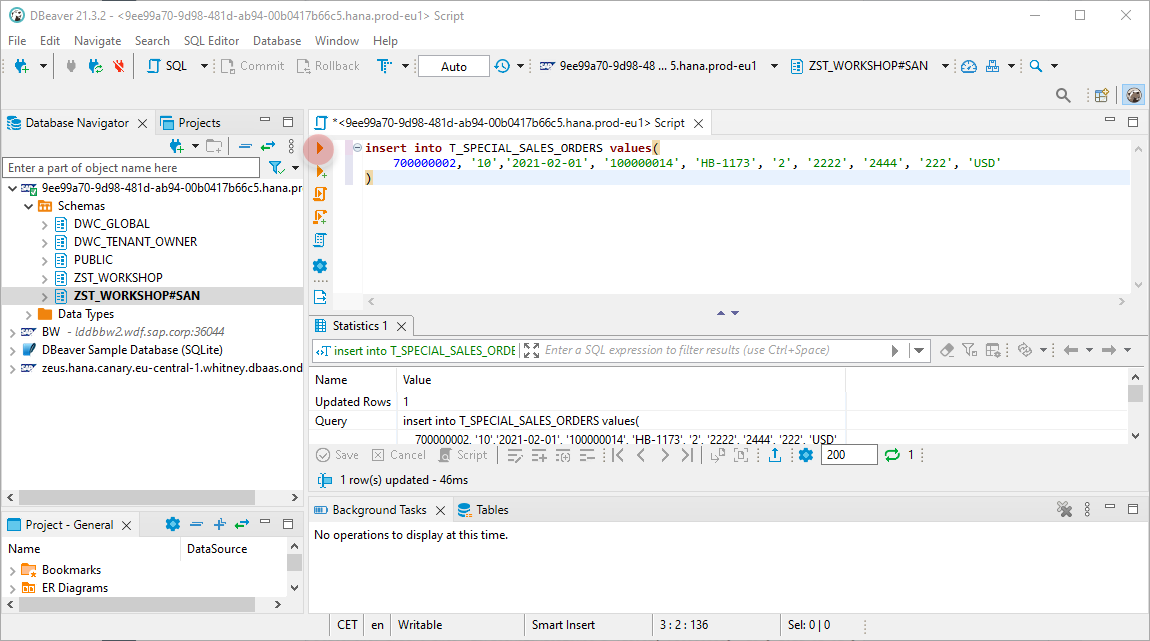 DBeaver 21.3.2 - <9ee99a70-9d98-481d-ab94-00b0417b66c5.hana.prod-eu1> Script
File Edit Navigate Search SQL Editor Database Window Help
SQL Commit Rollback Auto 9ee99a70-9d98-48 ... 5.hana.prod-eu1 ZST_WORKSHOP#SAN
Database Navigator Projects
Enter a part of object name here
9ee99a70-9d98-481d-ab94-00b0417b66c5.hana.pr
Schemas
DWC_GLOBAL
DWC_TENANT_OWNER
PUBLIC
ZST_WORKSHOP
ZST_WORKSHOP#SAN
Data Types
BW - lddbbw2.wdf.sap.corp:36044
DBeaver Sample Database (SQLite)
zeus.hana.canary.eu-central-1.whitney.dbaas.ond
Project - General
Name DataSource
Bookmarks
ER Diagrams
*<9ee99a70-9d98-481d-ab94-00b0417b66c5.hana.prod-eu1> Script
insert into T_SPECIAL_SALES_ORDERS values(
700000002, '10','2021-02-01', '100000014', 'HB-1173', '2', '2222', '2444', '222', 'USD'
)
Statistics 1
insert into T_SPECIAL_SALES_ORDE Enter a SQL expression to filter results (use Ctrl+Space)
Name Value
Updated Rows 1
Query insert into T_SPECIAL_SALES_ORDERS values(
700000002, '10','2021-02-01', '100000014', 'HB-1173', '2', '2222', '2444', '222', 'USD'
Save Cancel Script 200 1
1 row(s) updated - 46ms
Background Tasks Tables
No operations to display at this time.
CET en Writable Smart Insert 3 : 2 : 136 Sel: 0 | 0